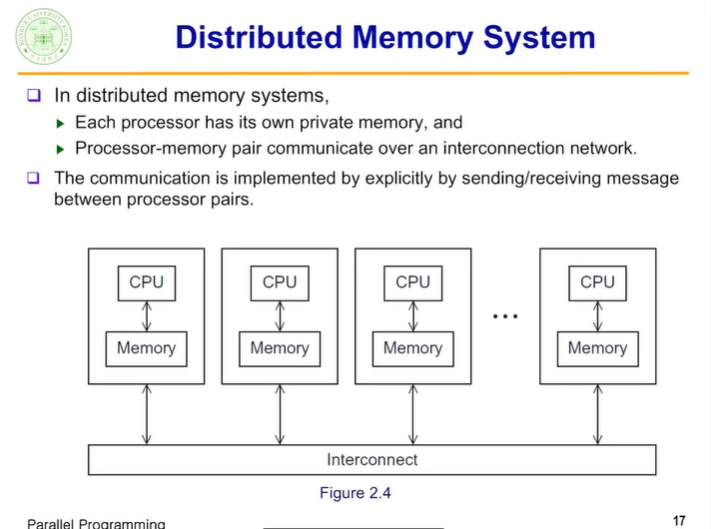 Distributed Memory System
In distributed memory systems,
Each processor has its own private memory, and
Processor-memory pair communicate over an interconnection network.
The communication is implemented by explicitly by sending/receiving message
between processor pairs.
CPU CPU CPU CPU
...
Memory Memory Memory Memory
Interconnect
Figure 2.4
Parallel Programming
17